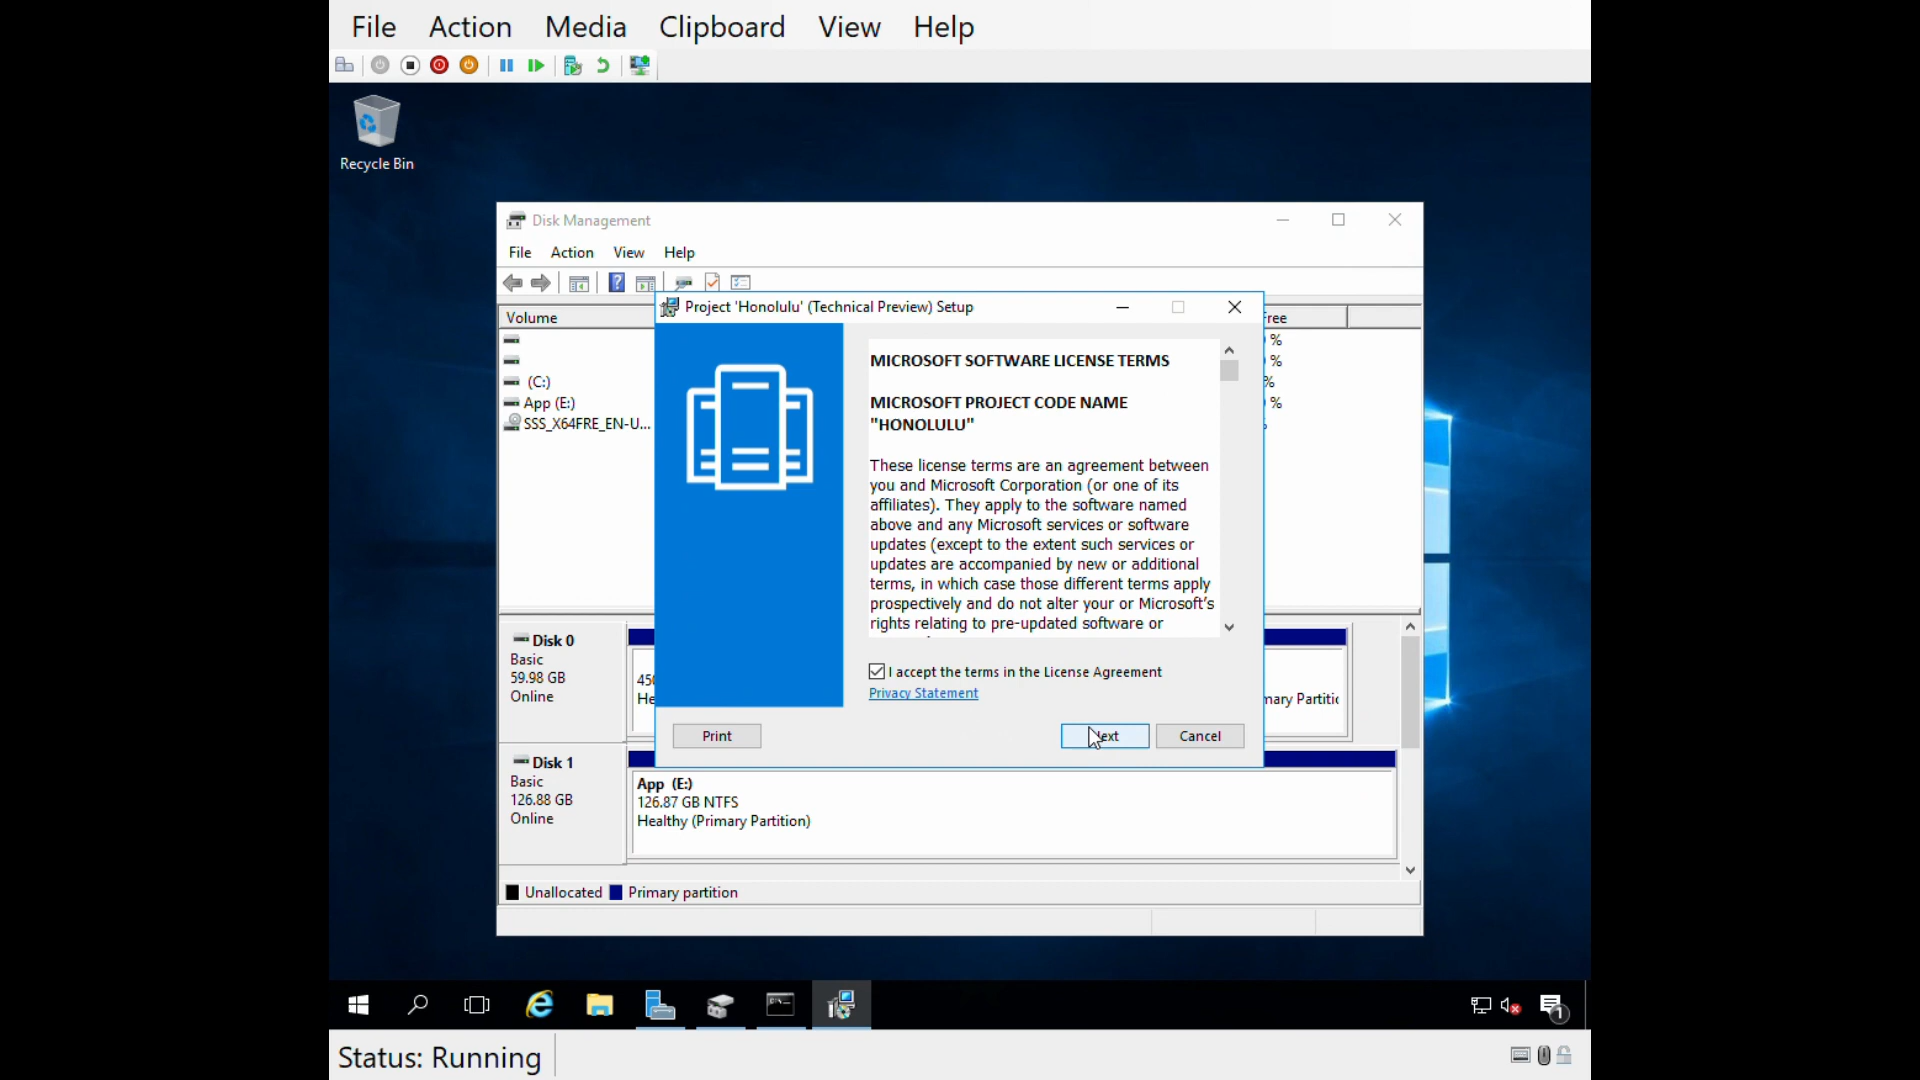 File Action Media Clipboard View Help
Recycle Bin
Disk Management
File Action View Help
Project 'Honolulu' (Technical Preview) Setup
Volume
%
%
(C:)
%
App (E:)
%
SSS_X64FRE_EN-U...
MICROSOFT SOFTWARE LICENSE TERMS
MICROSOFT PROJECT CODE NAME
"HONOLULU"
These license terms are an agreement between
you and Microsoft Corporation (or one of its
affiliates). They apply to the software named
above and any Microsoft services or software
updates (except to the extent such services or
updates are accompanied by new or additional
terms, in which case those different terms apply
prospectively and do not alter your or Microsoft's
rights relating to pre-updated software or
I accept the terms in the License Agreement
Privacy Statement
Print
Cancel
Disk 0
Basic
59.98 GB
Online
450
He
mary Partitic
Disk 1
Basic
126.88 GB
Online
App (E:)
126.87 GB NTFS
Healthy (Primary Partition)
Unallocated Primary partition
1
Status: Running